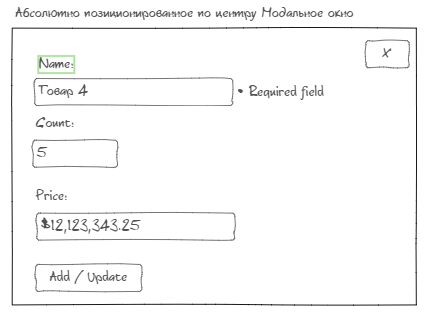 Абсолютно позиционированное по центру Модальное окно
X
Name:
Товар 4
• Required field
Count:
5
Price:
$12,123,343.25
Add / Update